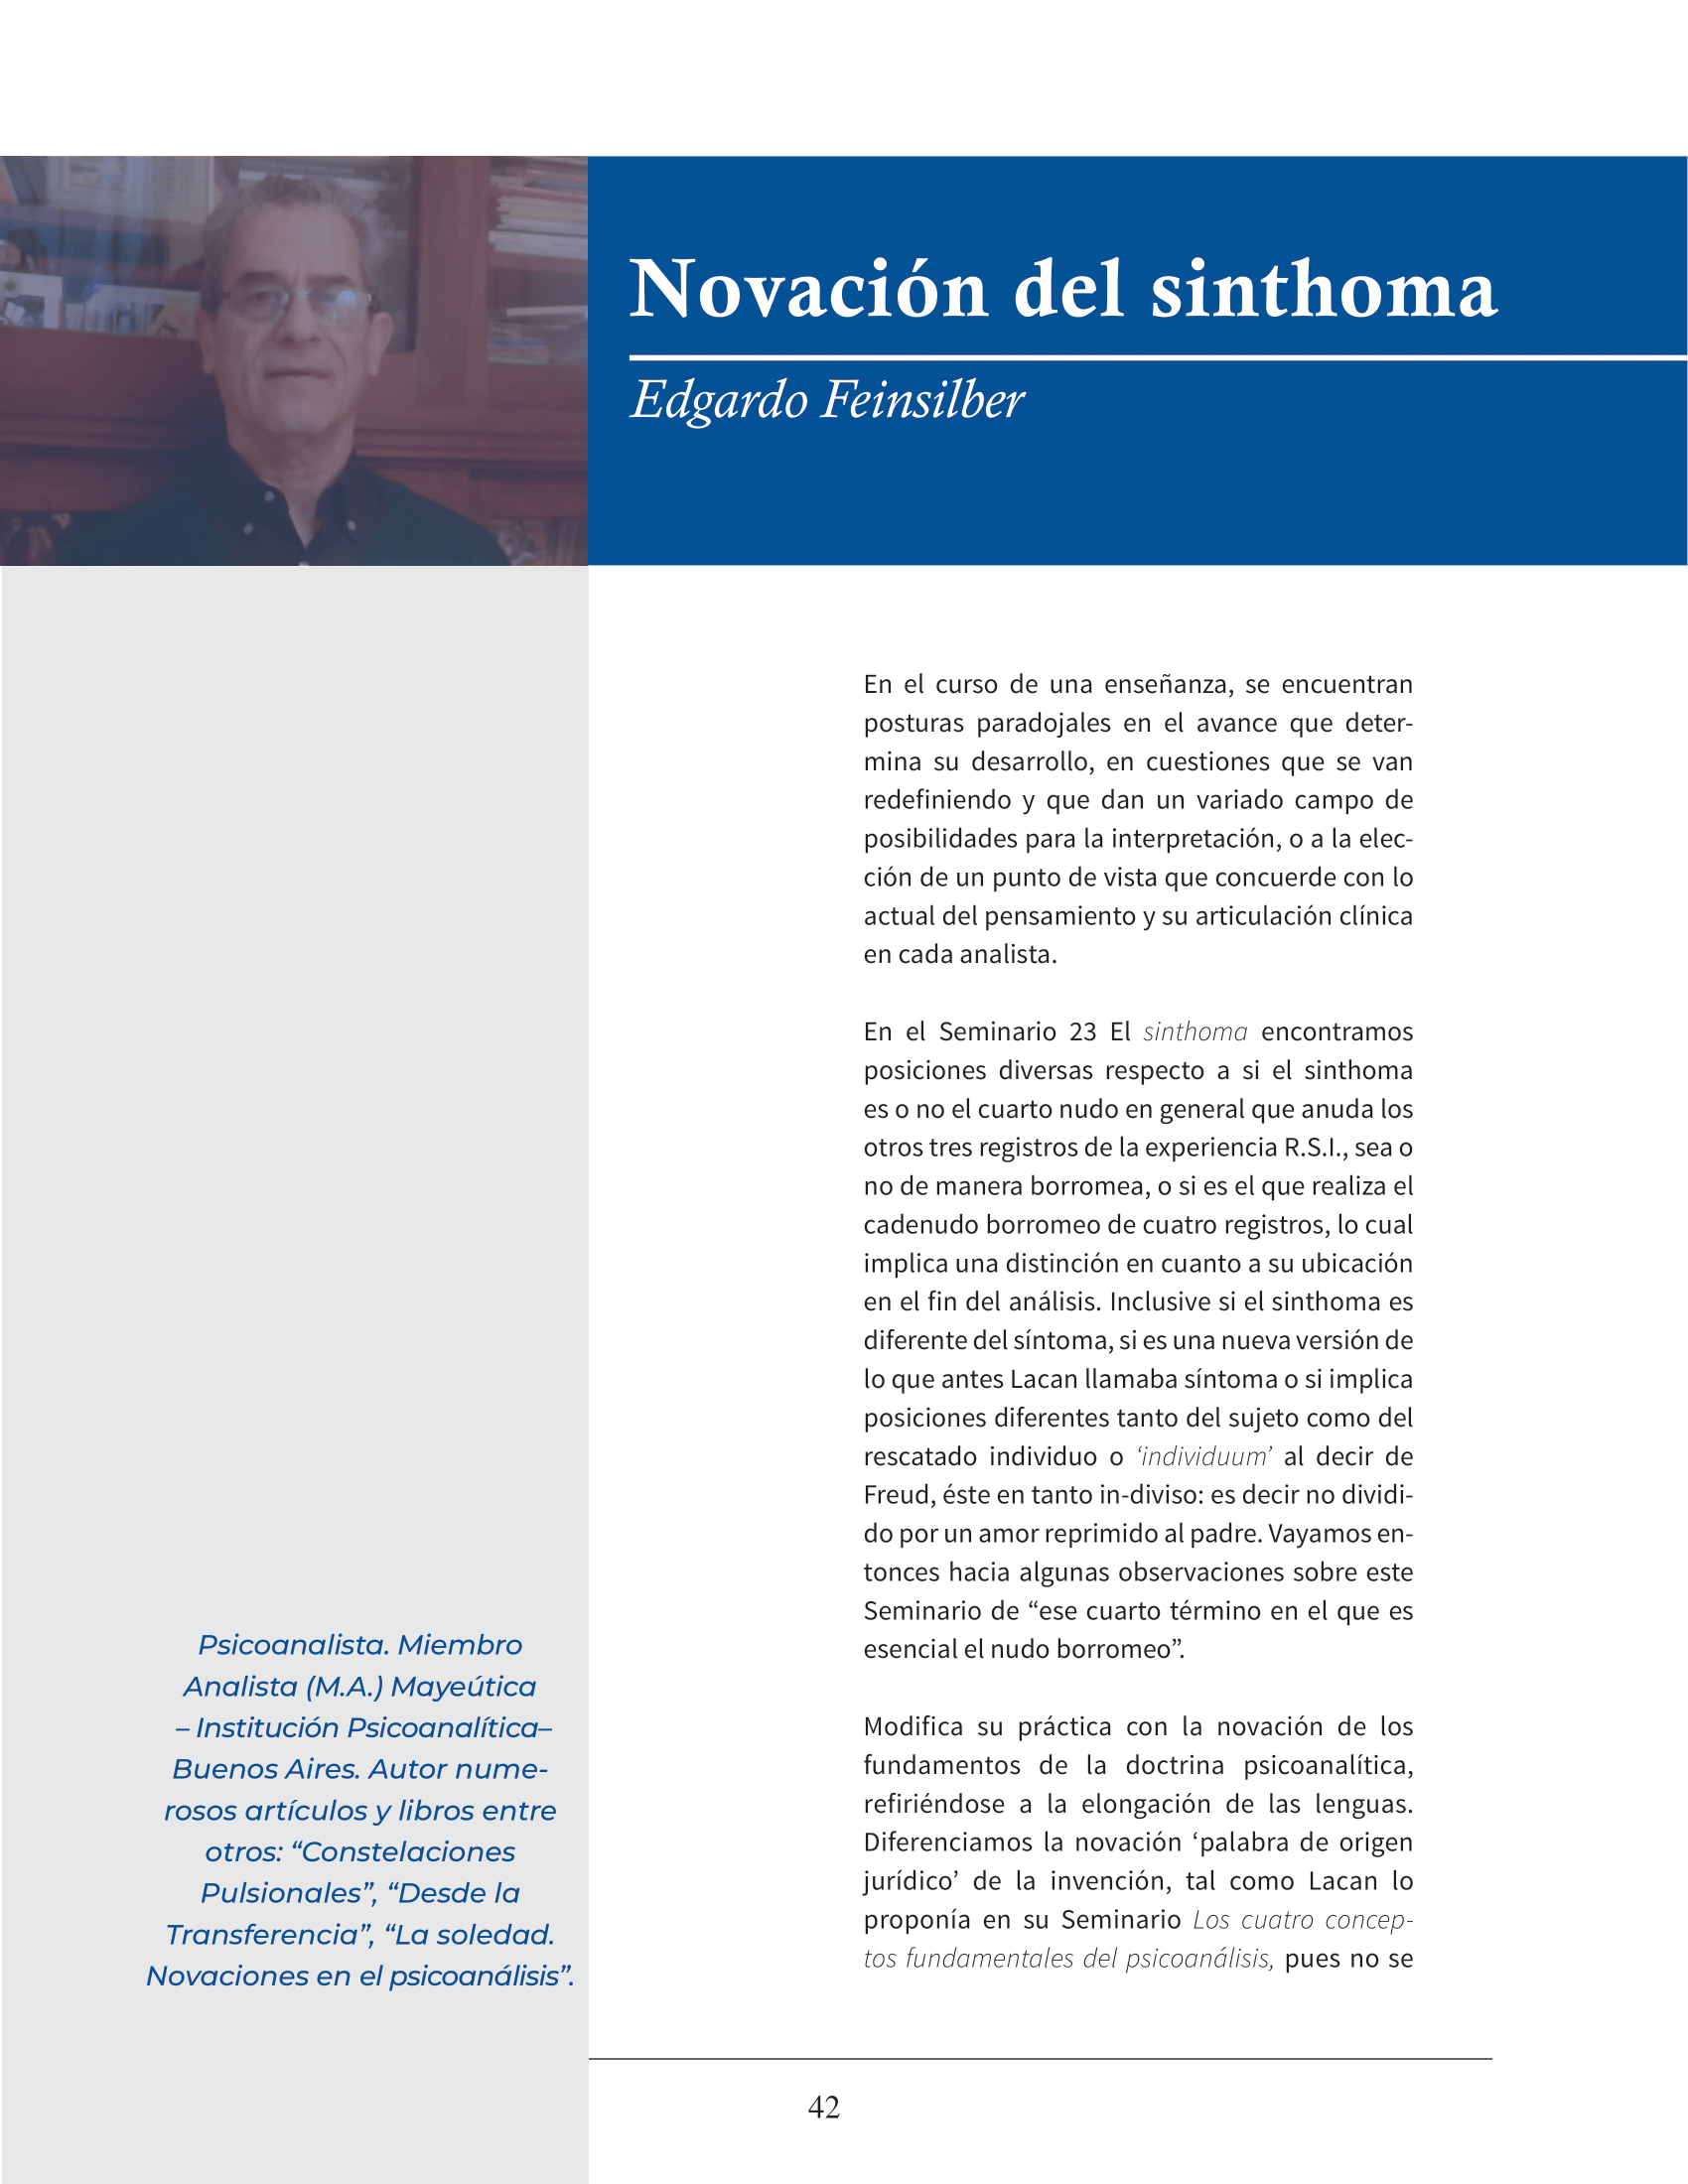 Novación del sinthoma
Edgardo Feinsilber
En el curso de una enseñanza, se encuentran
posturas paradojales en el avance que deter-
mina su desarrollo, en cuestiones que se van
redefiniendo y que dan un variado campo de
posibilidades para la interpretación, o a la elec-
ción de un punto de vista que concuerde con lo
actual del pensamiento y su articulación clínica
en cada analista.
En el Seminario 23 El sinthoma encontramos
posiciones diversas respecto a si el sinthoma
es o no el cuarto nudo en general que anuda los
otros tres registros de la experiencia R.S.I., sea o
no de manera borromea, o si es el que realiza el
cadenudo borromeo de cuatro registros, lo cual
implica una distinción en cuanto a su ubicación
en el fin del análisis. Inclusive si el sinthoma es
diferente del síntoma, si es una nueva versión de
lo que antes Lacan llamaba síntoma o si implica
posiciones diferentes tanto del sujeto como del
rescatado individuo o ‘individuum’ al decir de
Freud, éste en tanto in-diviso: es decir no dividi-
do por un amor reprimido al padre. Vayamos en-
tonces hacia algunas observaciones sobre este
Seminario de “ese cuarto término en el que es
esencial el nudo borromeo”.
Modifica su práctica con la novación de los
fundamentos de la doctrina psicoanalítica,
refiriéndose a la elongación de las lenguas.
Diferenciamos la novación ‘palabra de origen
jurídico’ de la invención, tal como Lacan lo
proponía en su Seminario Los cuatro concep-
tos fundamentales del psicoanálisis, pues no se
Psicoanalista. Miembro
Analista (M.A.) Mayeútica
– Institución Psicoanalítica–
Buenos Aires. Autor nume-
rosos artículos y libros entre
otros: “Constelaciones
Pulsionales”, “Desde la
Transferencia”, “La soledad.
Novaciones en el psicoanálisis”.
42